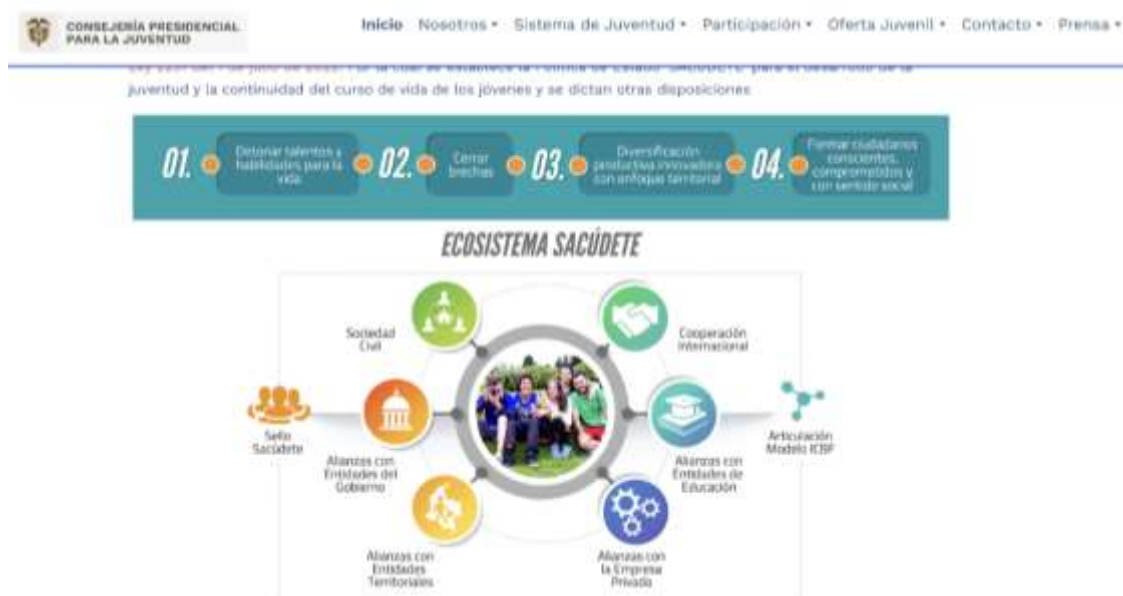 CONSEJERÍA PRESIDENCIAL
PARA LA JUVENTUD
Inicio Nosotros Sistema de Juventud Participación Oferta Juvenil Contacto Prensa
juventud y la continuidad del curso de vida de los jóvenes y se dictan otras disposiciones
01.
Detonar talentos y
habilidades para la
vida
02.
Cerrar
brechas
03.
Diversificación
productiva innovadora
con enfoque territorial
04.
Formar ciudadanos
conscientes,
comprometidos y
con sentido social
ECOSISTEMA SACÚDETE
Sociedad
Civil
Cooperación
Internacional
Sello
Sacúdete
Alianzas con
Entidades del
Gobierno
Alianzas con
Entidades de
Educación
Articulación
Modelo ICBF
Alianzas con
Entidades
Territoriales
Alianzas con
la Empresa
Privada